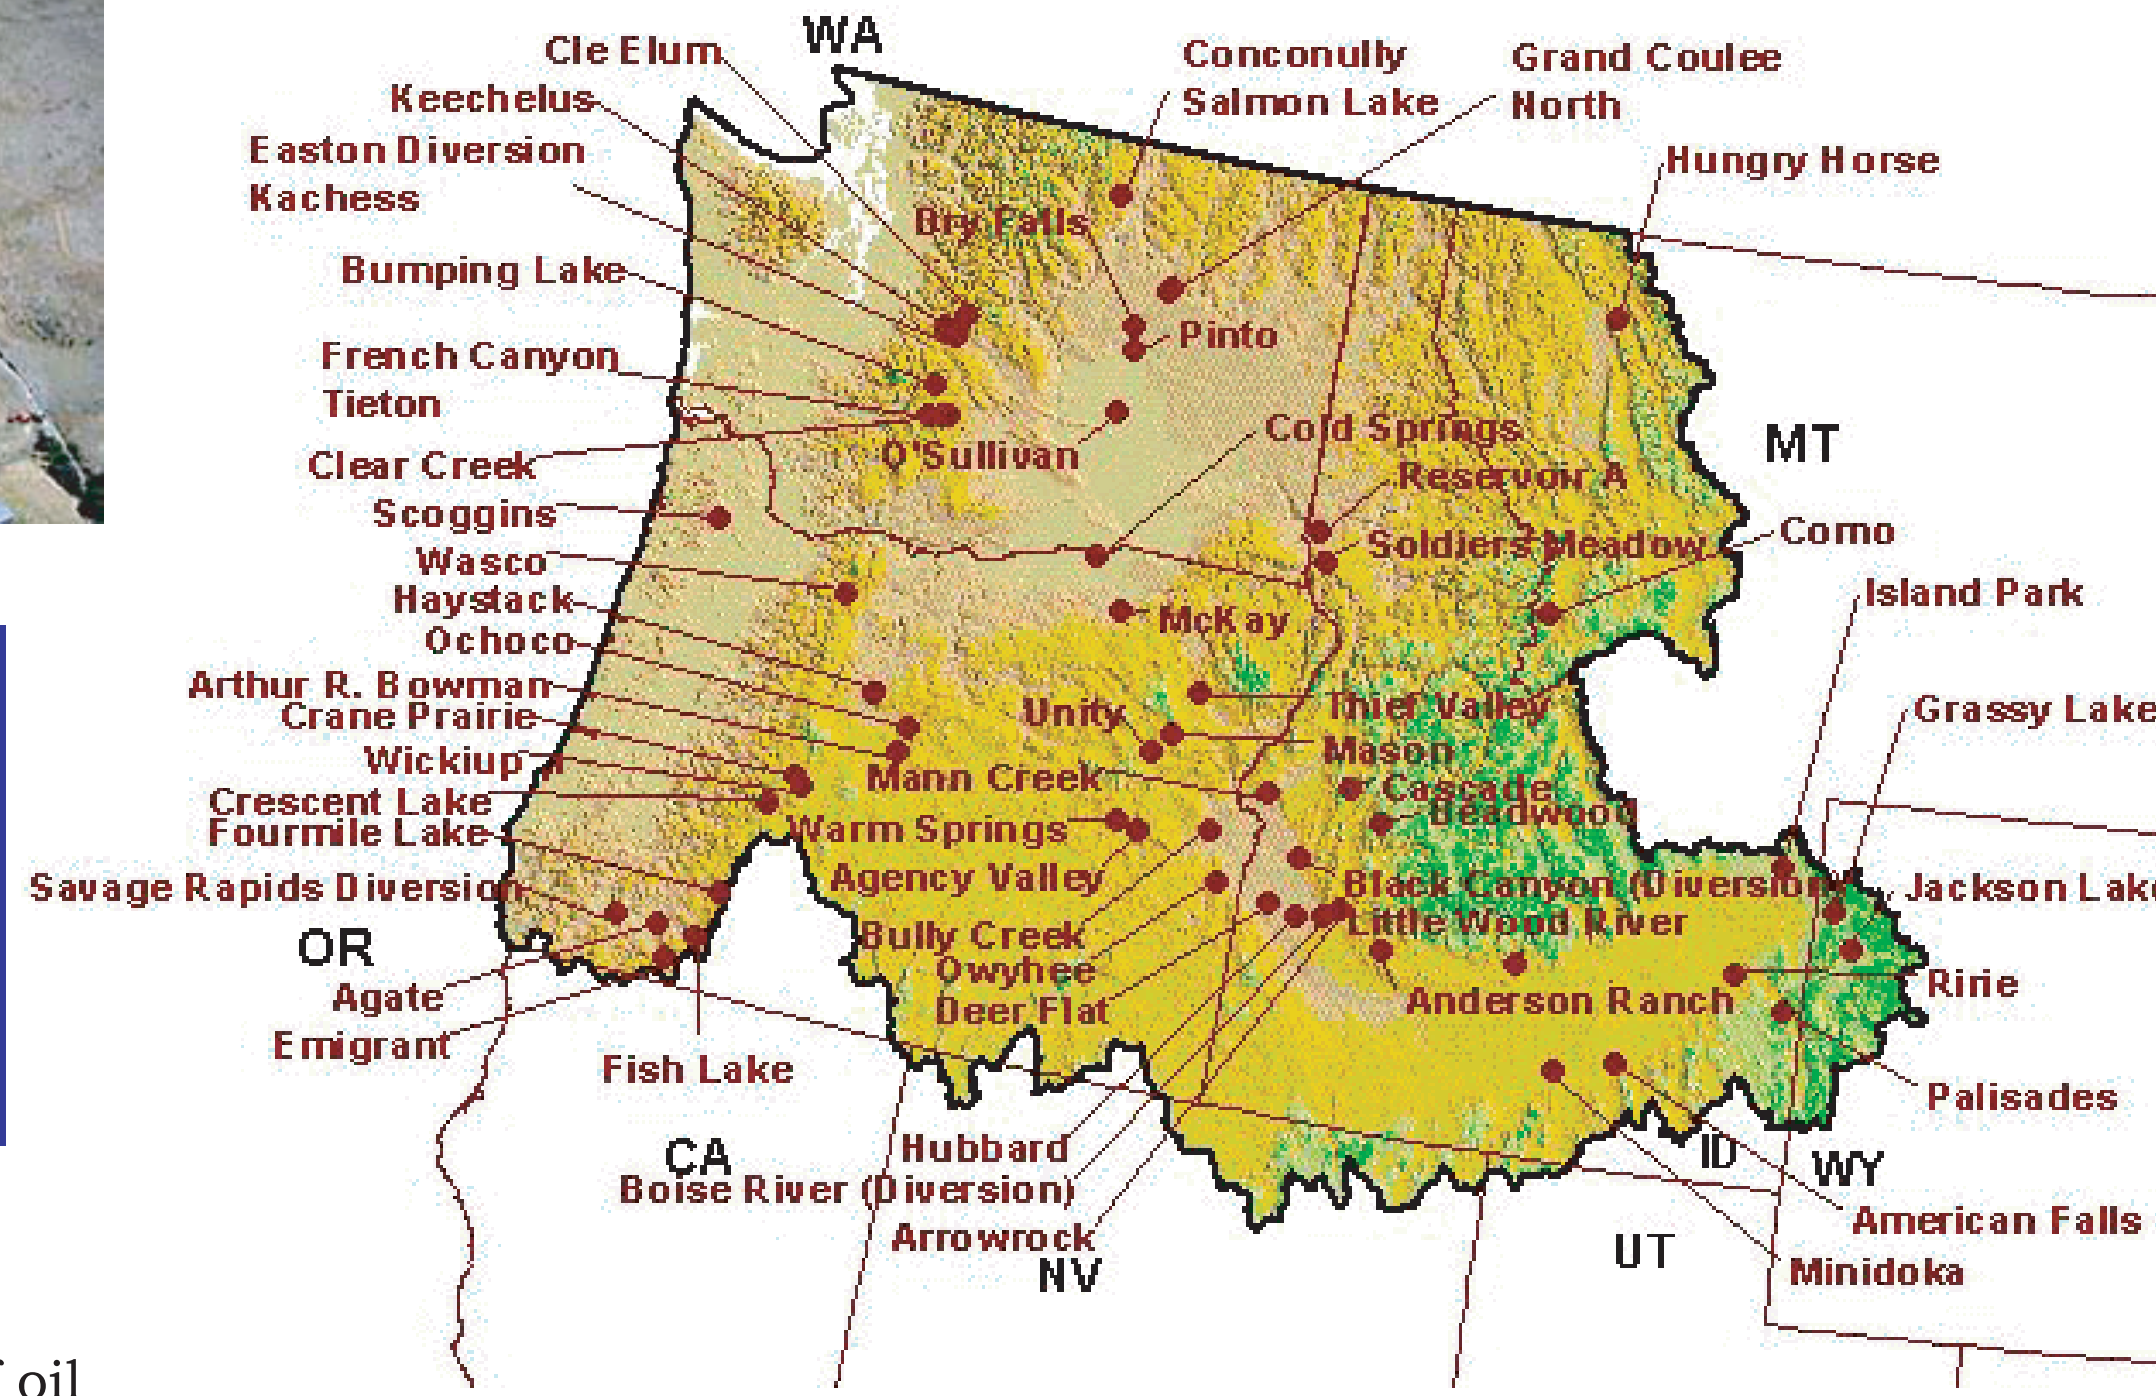 WA
Cle Elum
Conconully
Salmon Lake
Grand Coulee
North
Keechelus
Easton Diversion
Kachess
Hungry Horse
Dry Falls
Bumping Lake
Pinto
French Canyon
Tieton
Cold Springs
MT
O'Sullivan
Clear Creek
Reservoir A
Scoggins
Soldiers Meadow
Como
Wasco
Haystack
Island Park
McKay
Ochoco
Arthur R. Bowman
Crane Prairie
Unity
Thief Valley
Grassy Lake
Mason
Wickiup
Mann Creek
Cascade
Crescent Lake
Deadwood
Fourmile Lake
Warm Springs
Savage Rapids Diversion
Agency Valley
Black Canyon (Diversion)
Jackson Lake
Little Wood River
OR
Bully Creek
Owyhee
Agate
Deer Flat
Anderson Ranch
Ririe
Emigrant
Fish Lake
Palisades
CA
Hubbard
ID
WY
Boise River (Diversion)
American Falls
Arrowrock
UT
NV
Minidoka
oil